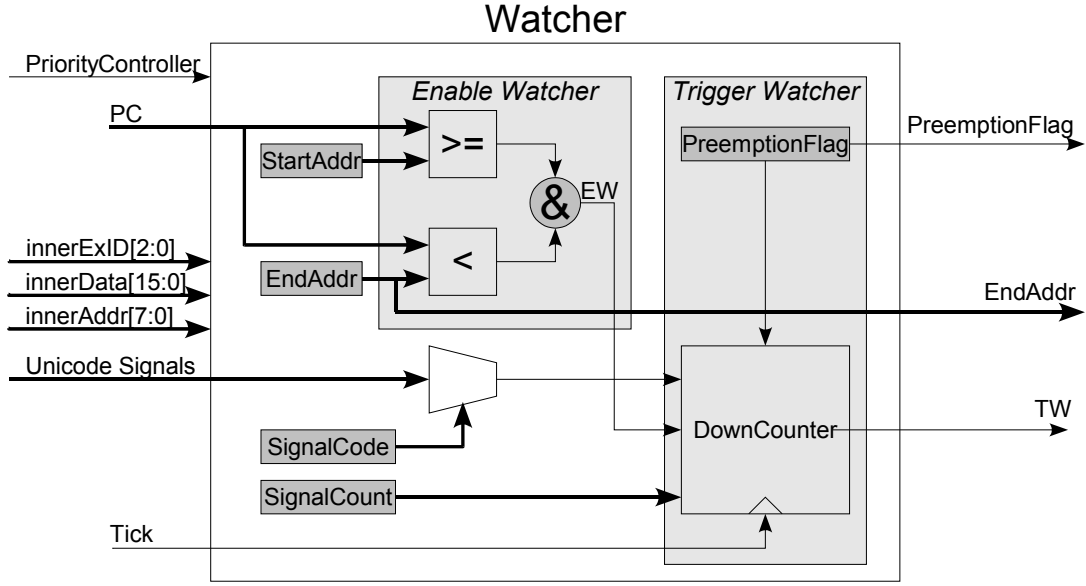 Watcher
PriorityController
Enable Watcher
Trigger Watcher
PC
>=
StartAddr
PreemptionFlag
PreemptionFlag
&
EW
innerExID[2:0]
<
EndAddr
innerData[15:0]
EndAddr
innerAddr[7:0]
Unicode Signals
DownCounter
TW
SignalCode
SignalCount
Tick